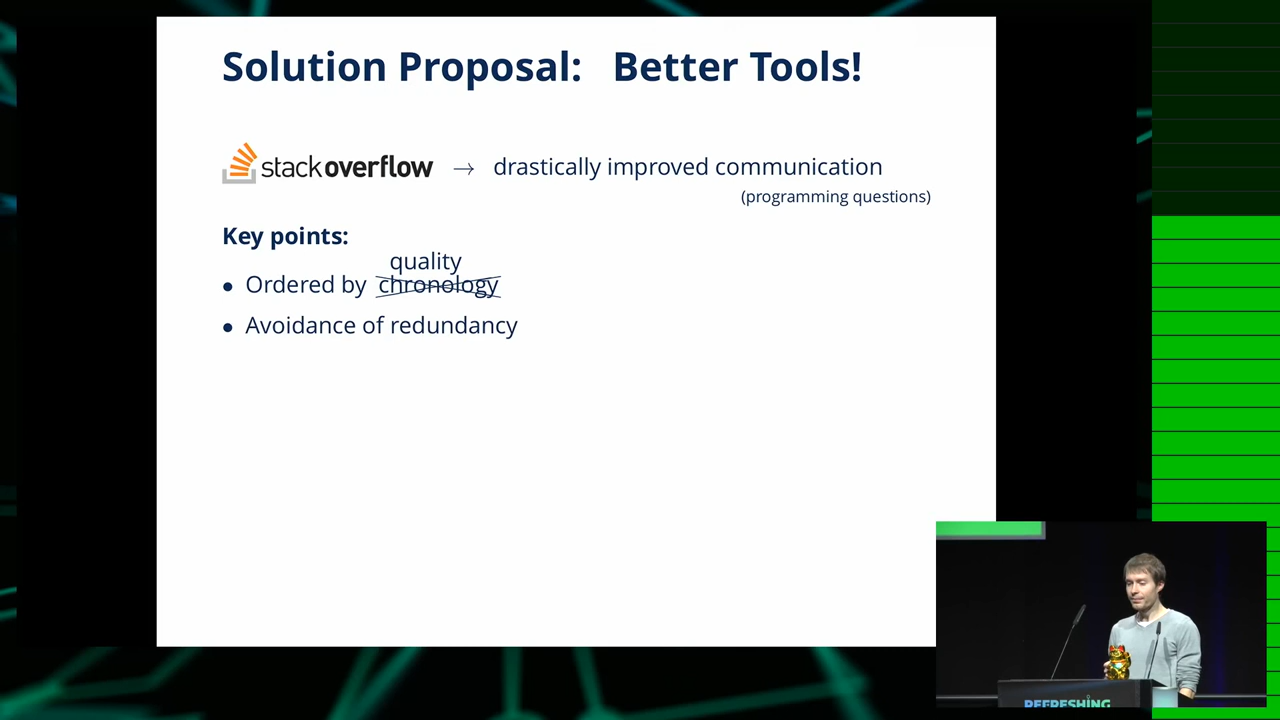 Solution Proposal: Better Tools!
stackoverflow → drastically improved communication
(programming questions)
Key points:
quality
• Ordered by chronology
• Avoidance of redundancy
REFRESHING